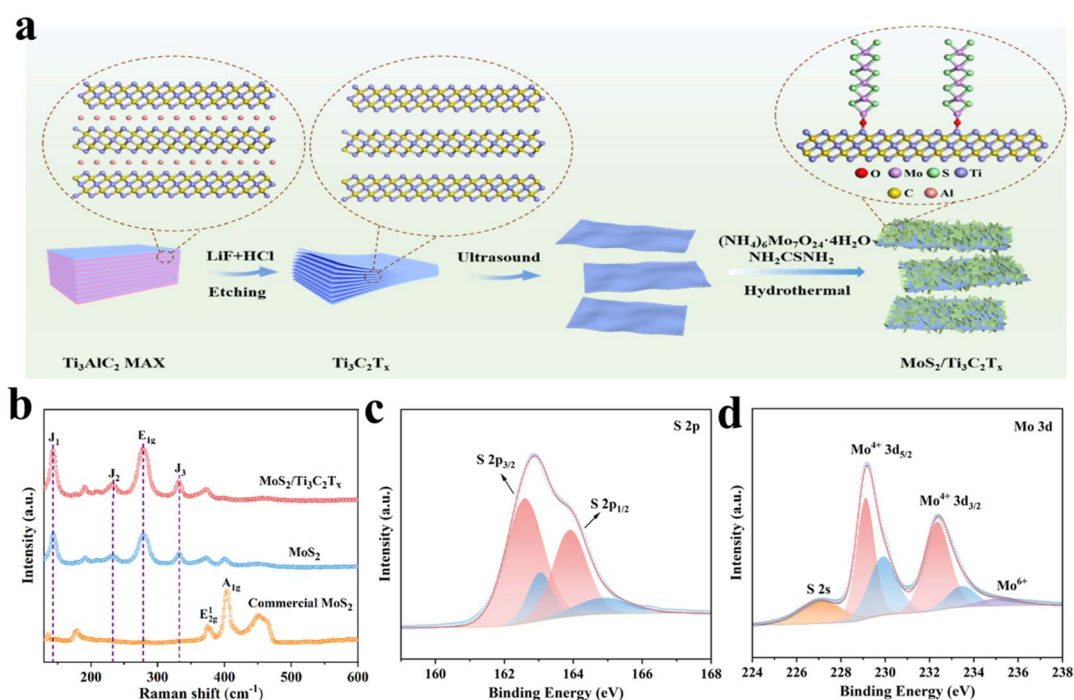 a
O Mo S Ti
C Al
LiF+HCl
Etching
Ultrasound
(NH₄)₆Mo₇O₂₄·4H₂O
NH₂CSNH₂
Hydrothermal
Ti₃AlC₂ MAX
Ti₃C₂Tₓ
MoS₂/Ti₃C₂Tₓ
b
J₁
J₂
E₁g
J₃
MoS₂/Ti₃C₂Tₓ
MoS₂
E¹₂g
A₁g
Commercial MoS₂
Intensity (a.u.)
200 300 400 500 600
Raman shift (cm⁻¹)
c
S 2p
S 2p₃/₂
S 2p₁/₂
Intensity (a.u.)
160 162 164 166 168
Binding Energy (eV)
d
Mo 3d
Mo⁴⁺ 3d₅/₂
Mo⁴⁺ 3d₃/₂
S 2s
Mo⁶⁺
Intensity (a.u.)
224 226 228 230 232 234 236 238
Binding Energy (eV)